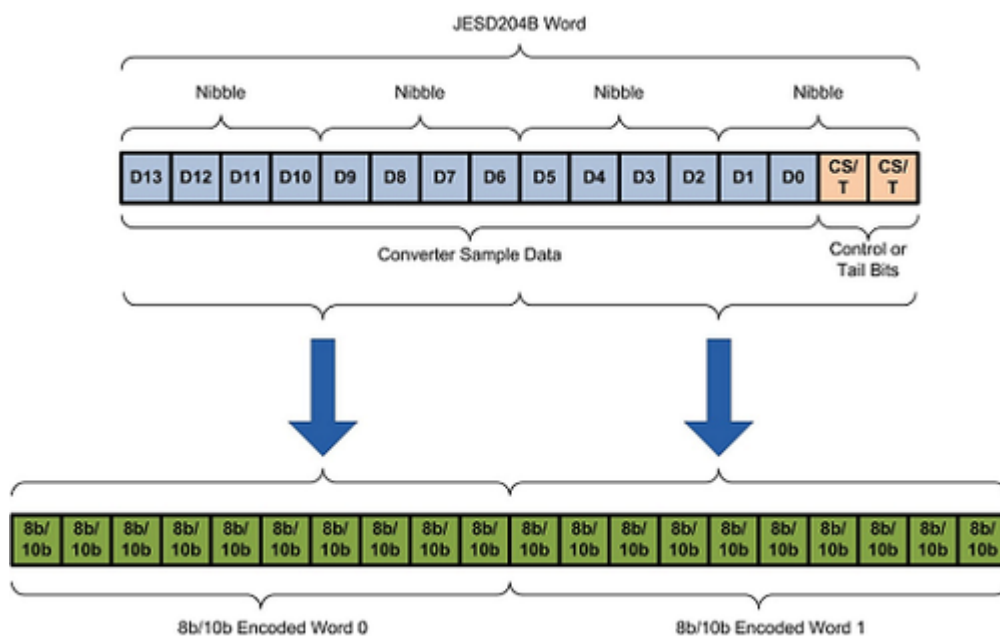 JESD204B Word
Nibble Nibble Nibble Nibble
D13 D12 D11 D10 D9 D8 D7 D6 D5 D4 D3 D2 D1 D0 CS/ CS/
T T
Converter Sample Data
Control or
Tail Bits
8b/ 8b/ 8b/ 8b/ 8b/ 8b/ 8b/ 8b/ 8b/ 8b/ 8b/ 8b/ 8b/ 8b/ 8b/ 8b/ 8b/ 8b/ 8b/ 8b/
10b 10b 10b 10b 10b 10b 10b 10b 10b 10b 10b 10b 10b 10b 10b 10b 10b 10b 10b 10b
8b/10b Encoded Word 0 8b/10b Encoded Word 1